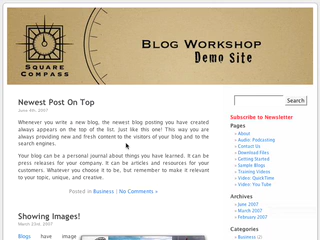 BLOG WORKSHOP
Demo Site
SQUARE
COMPASS
Newest Post On Top
June 4th, 2007
Whenever you write a new blog, the newest blog posting you have created
always appears on the top of the list. Just like this one! This way you are
always providing new and fresh content to the visitors of your blog and to the
search engines.
Your blog can be a personal journal about things you have learned. It can be
press releases for your company. It can be articles and resources for your
customers. Whatever you choose it to be, but remember to make it relevant
to your topic, unique, and creative.
Posted in Business | No Comments »
Showing Images!
March 23rd, 2007
Blogs have image
Search
Subscribe to Newsletter
Pages
» About
» Audio: Podcasting
» Contact Us
» Download Files
» Getting Started
» Sample Blogs
» Training Videos
» Video: QuickTime
» Video: You Tube
Archives
» June 2007
» March 2007
» February 2007
Categories
» Business (2)